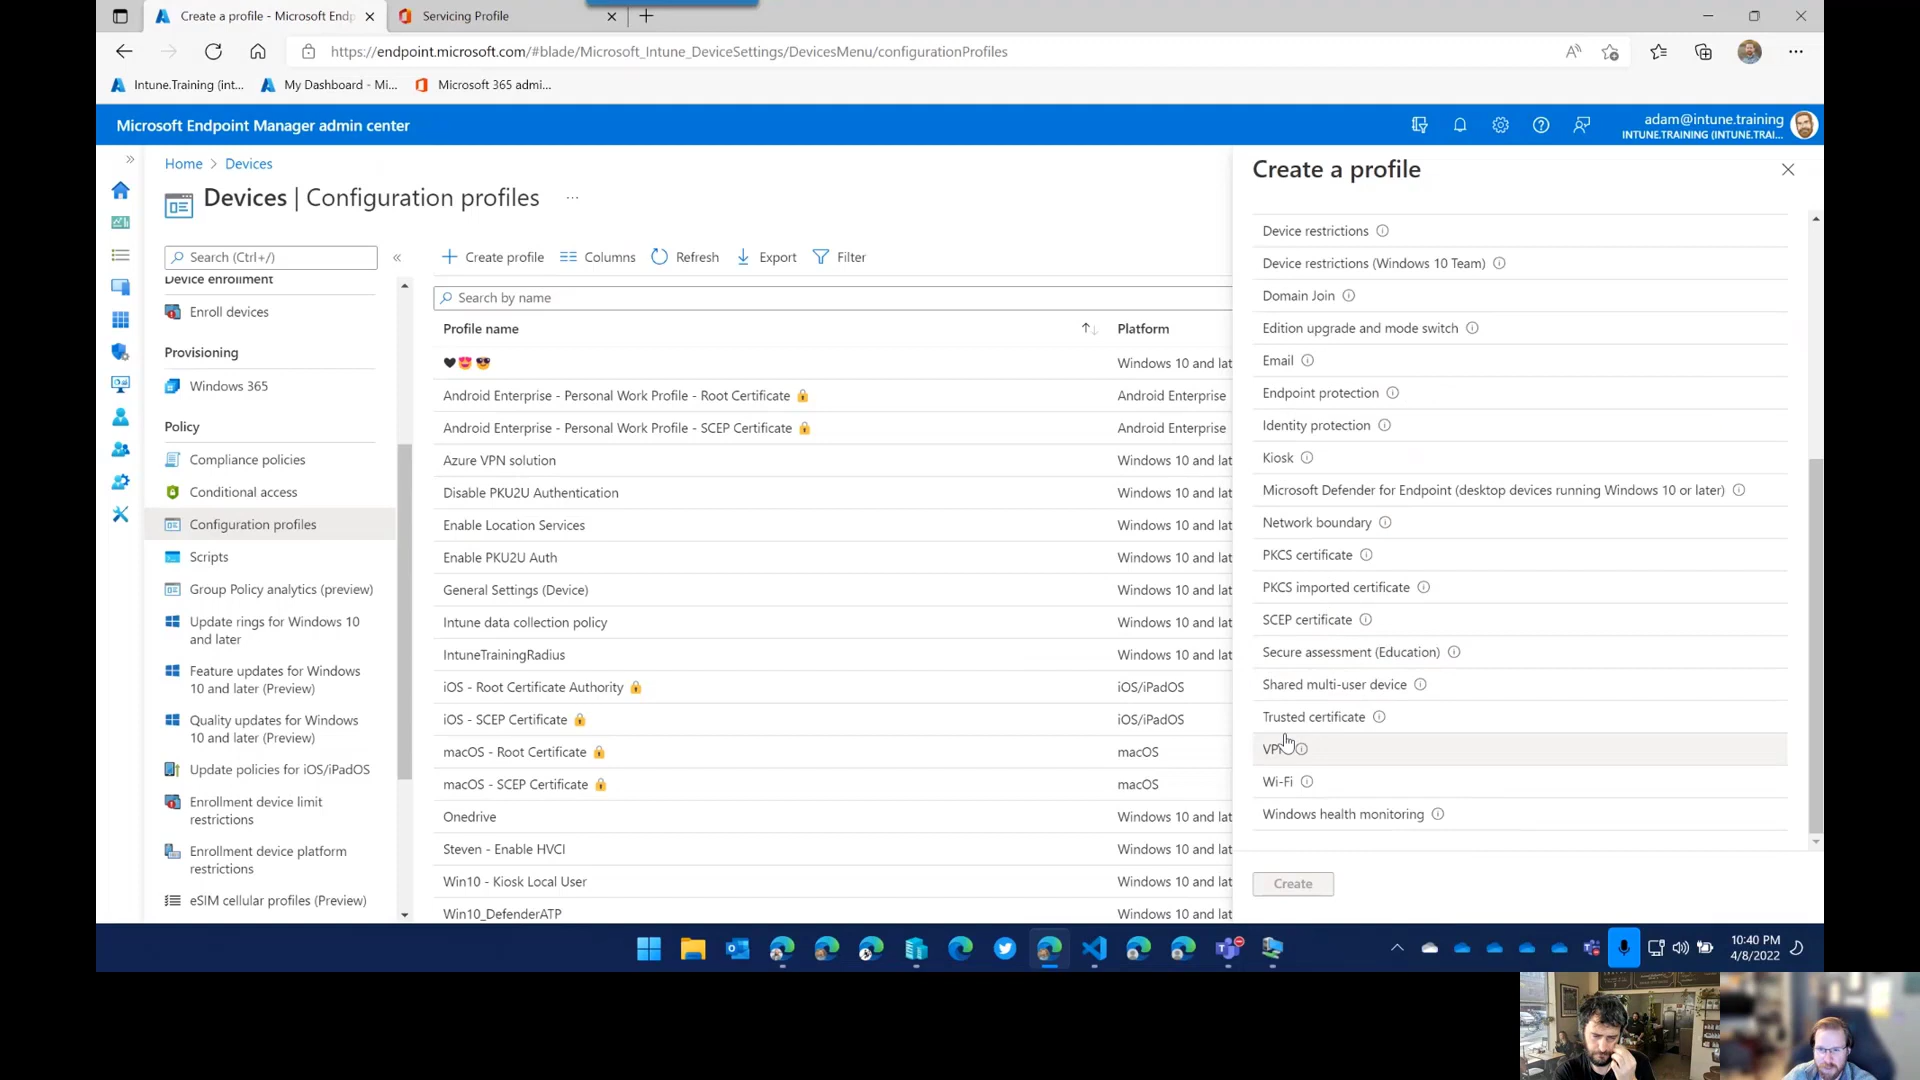 Create a profile - Microsoft Endp
Servicing Profile
https://endpoint.microsoft.com/#blade/Microsoft_Intune_DeviceSettings/DevicesMenu/configurationProfiles
Intune.Training (int...
My Dashboard - Mi...
Microsoft 365 admi...
Microsoft Endpoint Manager admin center
adam@intune.training
INTUNE.TRAINING (INTUNE.TRAI...
Home > Devices
Devices | Configuration profiles ...
Search (Ctrl+/)
Device enrollment
Enroll devices
Provisioning
Windows 365
Policy
Compliance policies
Conditional access
Configuration profiles
Scripts
Group Policy analytics (preview)
Update rings for Windows 10
and later
Feature updates for Windows
10 and later (Preview)
Quality updates for Windows
10 and later (Preview)
Update policies for iOS/iPadOS
Enrollment device limit
restrictions
Enrollment device platform
restrictions
eSIM cellular profiles (Preview)
Create profile Columns Refresh Export Filter
Search by name
Profile name Platform
🖤😍😎 Windows 10 and lat
Android Enterprise - Personal Work Profile - Root Certificate 🔒 Android Enterprise
Android Enterprise - Personal Work Profile - SCEP Certificate 🔒 Android Enterprise
Azure VPN solution Windows 10 and lat
Disable PKU2U Authentication Windows 10 and lat
Enable Location Services Windows 10 and lat
Enable PKU2U Auth Windows 10 and lat
General Settings (Device) Windows 10 and lat
Intune data collection policy Windows 10 and lat
IntuneTrainingRadius Windows 10 and lat
iOS - Root Certificate Authority 🔒 iOS/iPadOS
iOS - SCEP Certificate 🔒 iOS/iPadOS
macOS - Root Certificate 🔒 macOS
macOS - SCEP Certificate 🔒 macOS
Onedrive Windows 10 and lat
Steven - Enable HVCI Windows 10 and lat
Win10 - Kiosk Local User Windows 10 and lat
Win10_DefenderATP Windows 10 and lat
Create a profile
Device restrictions
Device restrictions (Windows 10 Team)
Domain Join
Edition upgrade and mode switch
Email
Endpoint protection
Identity protection
Kiosk
Microsoft Defender for Endpoint (desktop devices running Windows 10 or later)
Network boundary
PKCS certificate
PKCS imported certificate
SCEP certificate
Secure assessment (Education)
Shared multi-user device
Trusted certificate
VPN
Wi-Fi
Windows health monitoring
Create
10:40 PM
4/8/2022